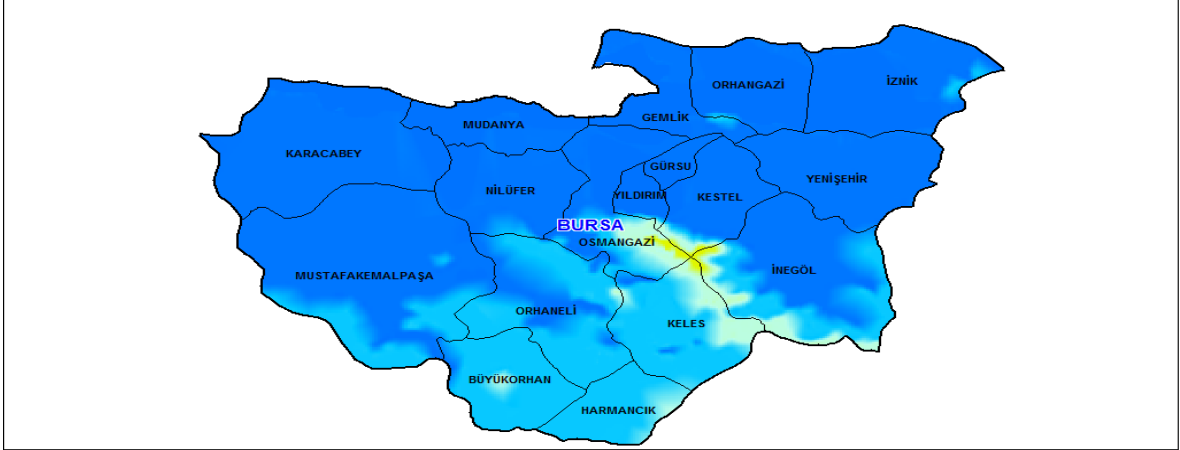 ORHANGAZİ
İZNİK
GEMLİK
MUDANYA
KARACABEY
GÜRSU
YENİŞEHİR
NİLÜFER
YILDIRIM
KESTEL
BURSA
OSMANGAZİ
MUSTAFAKEMALPAŞA
İNEGÖL
ORHANELİ
KELES
BÜYÜKORHAN
HARMANCIK